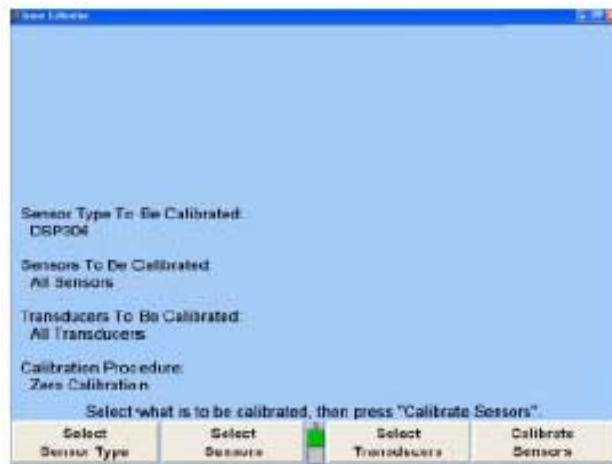 Sensor Calibration
Sensor Type To Be Calibrated:
DSP306
Sensors To Be Calibrated:
All Sensors
Transducers To Be Calibrated:
All Transducers
Calibration Procedure:
Zero Calibration
Select what is to be calibrated, then press "Calibrate Sensors".
Select Sensor Type
Select Sensors
Select Transducers
Calibrate Sensors